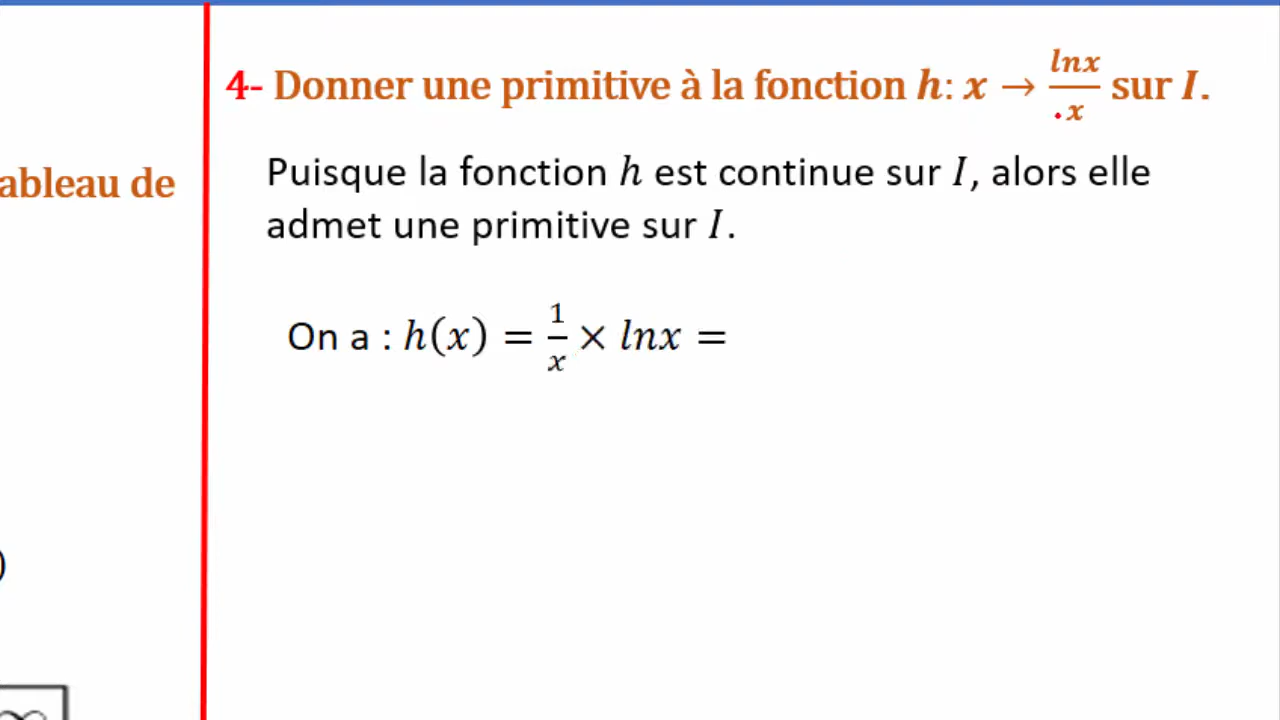 4- Donner une primitive à la fonction h: x → lnx/x sur I.
ableau de
Puisque la fonction h est continue sur I, alors elle
admet une primitive sur I.
On a : h(x) = 1/x × lnx =
)